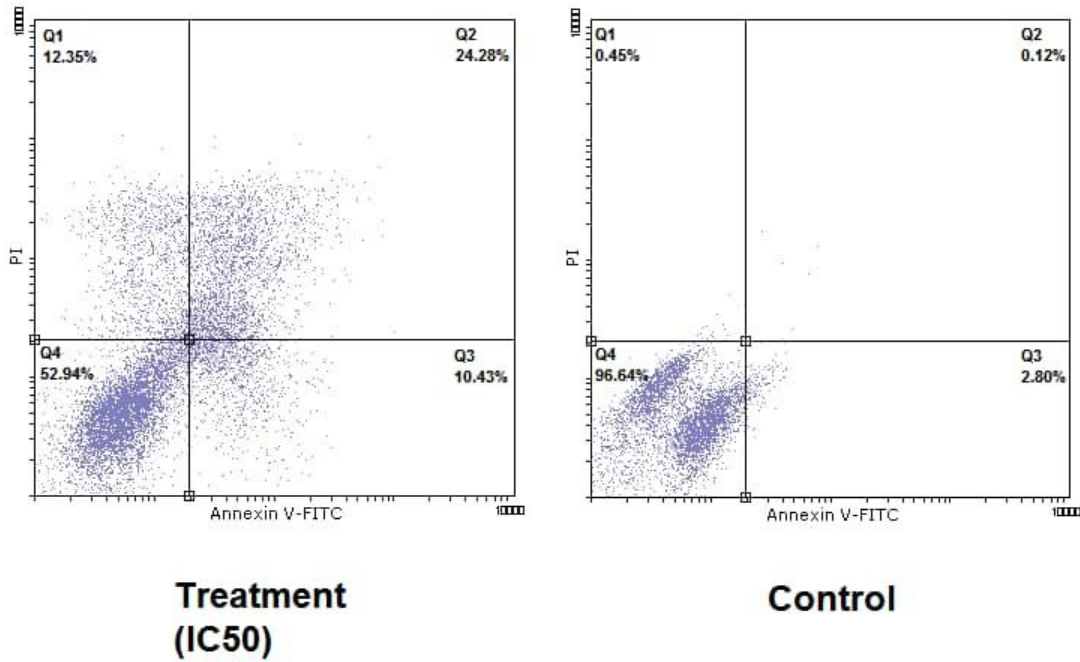 Q1
12.35%
Q2
24.28%
Q4
52.94%
Q3
10.43%
PI
Annexin V-FITC
Treatment
(IC50)
Q1
0.45%
Q2
0.12%
Q4
96.64%
Q3
2.80%
PI
Annexin V-FITC
Control